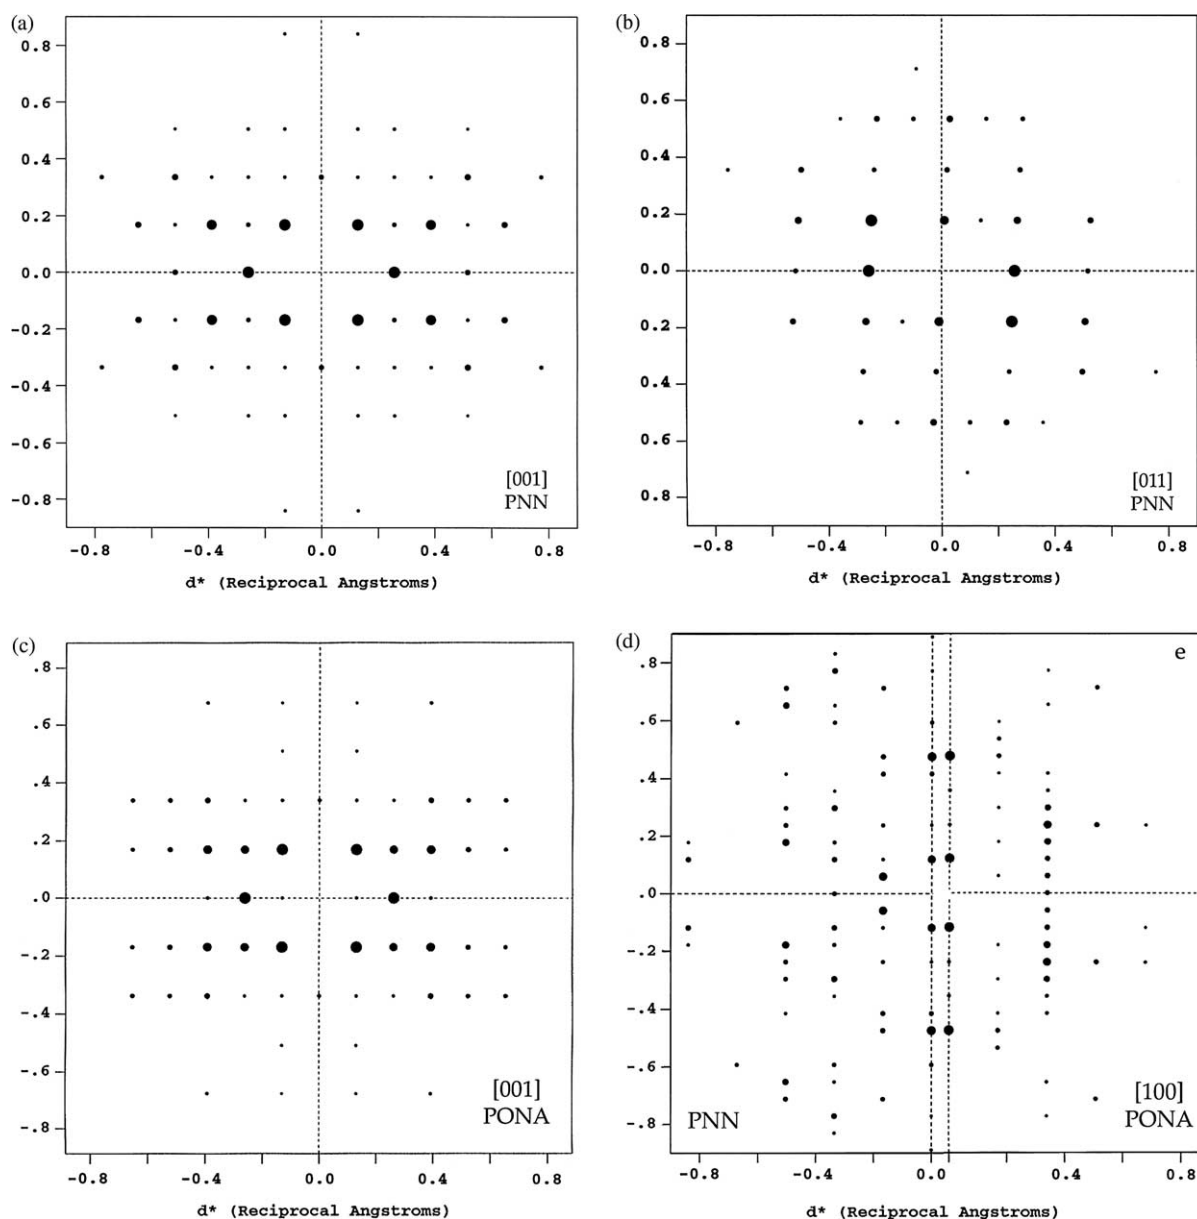 (a)
0.8
0.6
0.4
0.2
0.0
-0.2
-0.4
-0.6
-0.8
[001]
PNN
-0.8 -0.4 0.0 0.4 0.8
d* (Reciprocal Angstroms)
(b)
0.8
0.6
0.4
0.2
0.0
0.2
0.4
0.6
0.8
[011]
PNN
-0.8 -0.4 0.0 0.4 0.8
d* (Reciprocal Angstroms)
(c)
.8
.6
.4
.2
.0
-.2
-.4
-.6
-.8
[001]
PONA
-0.8 -0.4 0.0 0.4 0.8
d* (Reciprocal Angstroms)
(d)
e
.8
.6
.4
.2
.0
-.2
-.4
-.6
-.8
PNN
[100]
PONA
-0.8 -0.4 0.0 0.4 0.8
d* (Reciprocal Angstroms)